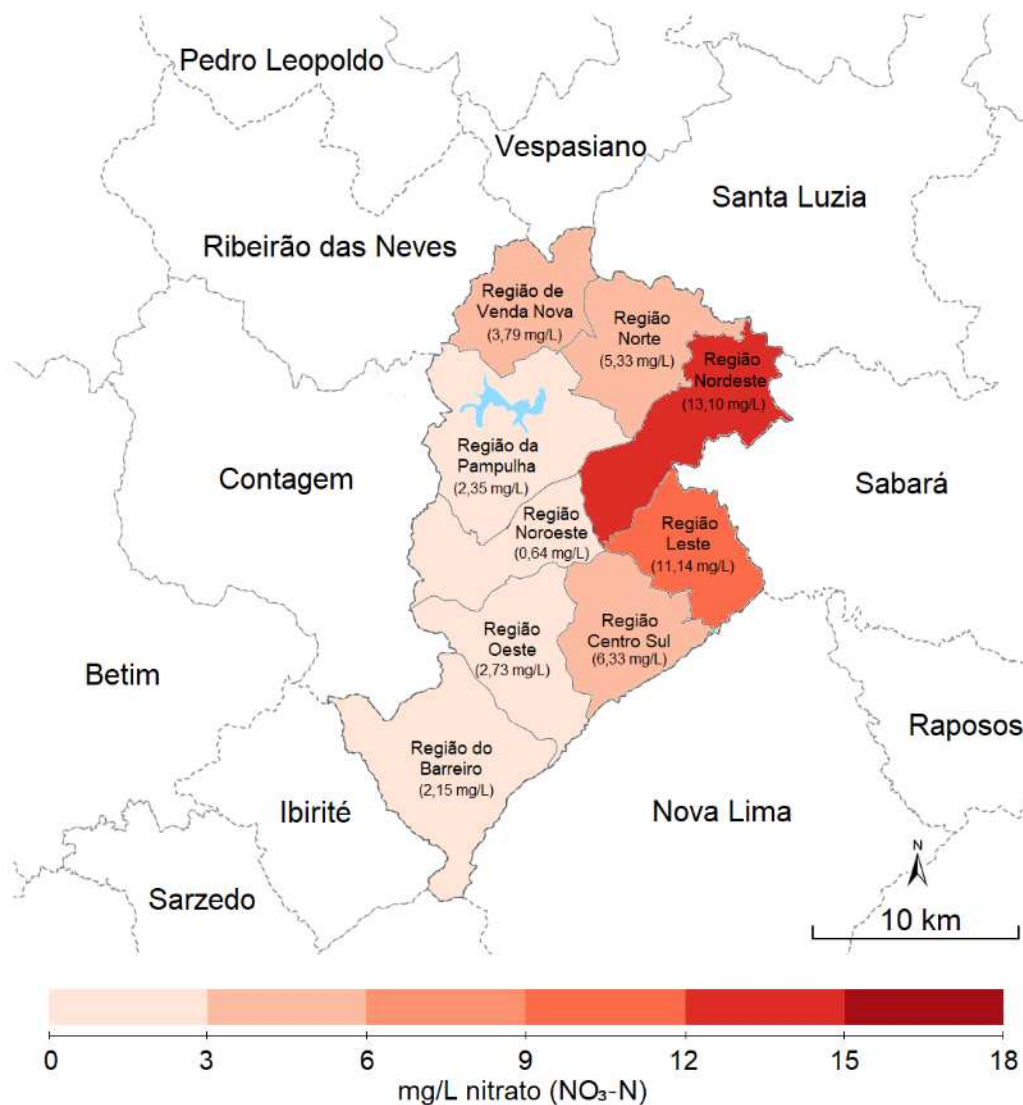 Pedro Leopoldo
Vespasiano
Santa Luzia
Ribeirão das Neves
Região de
Venda Nova
(3,79 mg/L)
Região
Norte
(5,33 mg/L)
Região
Nordeste
(13,10 mg/L)
Região da
Pampulha
(2,35 mg/L)
Contagem
Sabará
Região
Noroeste
(0,64 mg/L)
Região
Leste
(11,14 mg/L)
Região
Oeste
(2,73 mg/L)
Região
Centro Sul
(6,33 mg/L)
Betim
Raposos
Região do
Barreiro
(2,15 mg/L)
Ibirité
Nova Lima
Sarzedo
N
10 km
0 3 6 9 12 15 18
mg/L nitrato (NO₃-N)